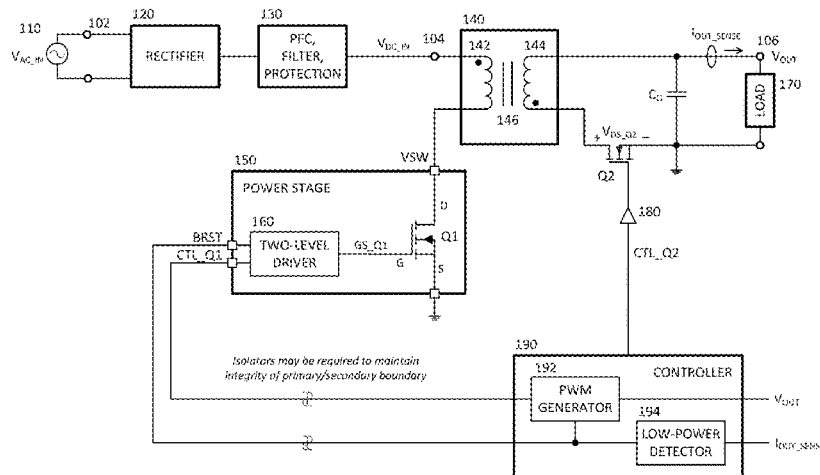 110
102
120
130
V_AC_IN
RECTIFIER
PFC,
FILTER,
PROTECTION
V_DC_IN
104
140
142
144
146
I_OUT_SENSE
106
V_OUT
170
LOAD
C_O
+ V_DS_Q2 −
Q2
VSW
150
POWER STAGE
160
TWO-LEVEL
DRIVER
BRST
CTL_Q1
GS_Q1
D
G
S
Q1
180
CTL_Q2
190
CONTROLLER
Isolators may be required to maintain
integrity of primary/secondary boundary
192
PWM
GENERATOR
V_OUT
194
LOW-POWER
DETECTOR